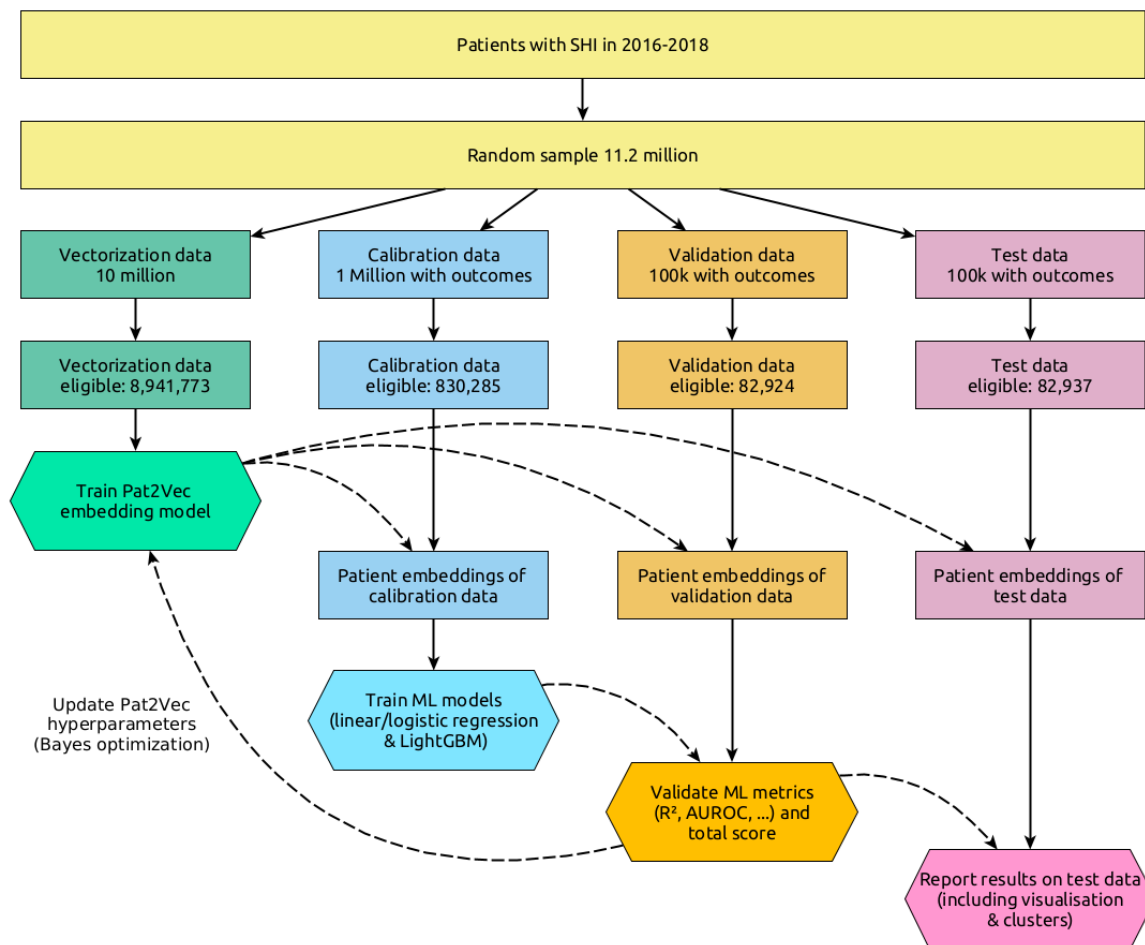 Patients with SHI in 2016-2018
Random sample 11.2 million
Vectorization data
10 million
Calibration data
1 Million with outcomes
Validation data
100k with outcomes
Test data
100k with outcomes
Vectorization data
eligible: 8,941,773
Calibration data
eligible: 830,285
Validation data
eligible: 82,924
Test data
eligible: 82,937
Train Pat2Vec
embedding model
Patient embeddings of
calibration data
Patient embeddings of
validation data
Patient embeddings of
test data
Update Pat2Vec
hyperparameters
(Bayes optimization)
Train ML models
(linear/logistic regression
& LightGBM)
Validate ML metrics
(R², AUROC, ...) and
total score
Report results on test data
(including visualisation
& clusters)